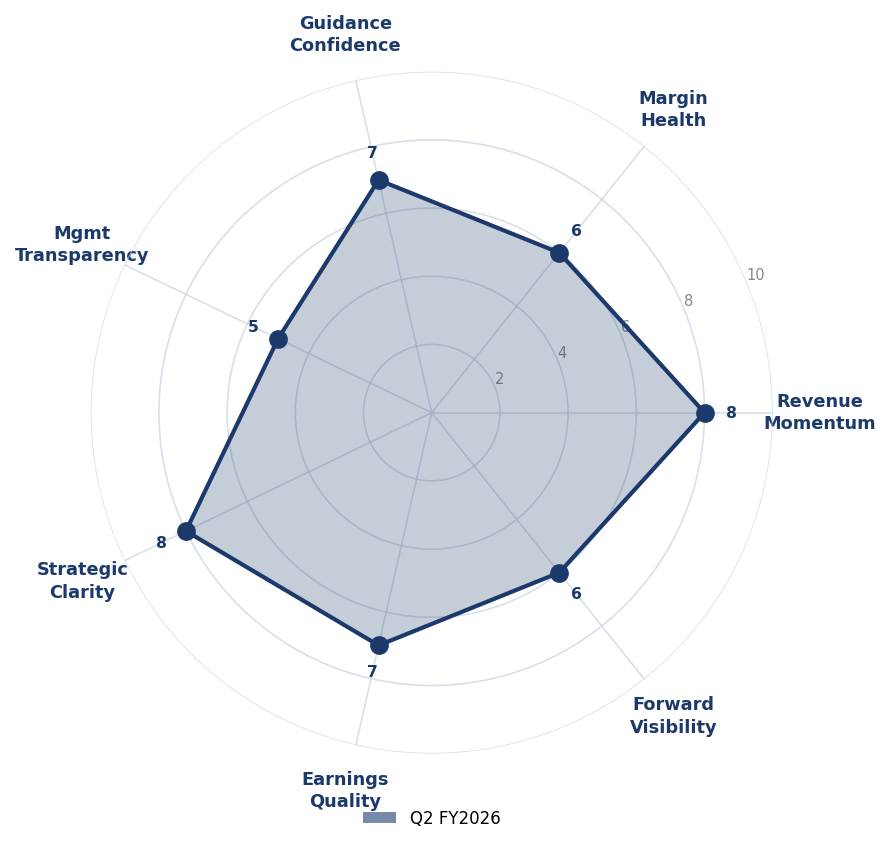 Guidance
Confidence
Margin
Health
7
Mgmt
Transparency
6
10
8
5
6
4
2
Revenue
Momentum
8
8
Strategic
Clarity
6
7
Forward
Visibility
Earnings
Quality
Q2 FY2026